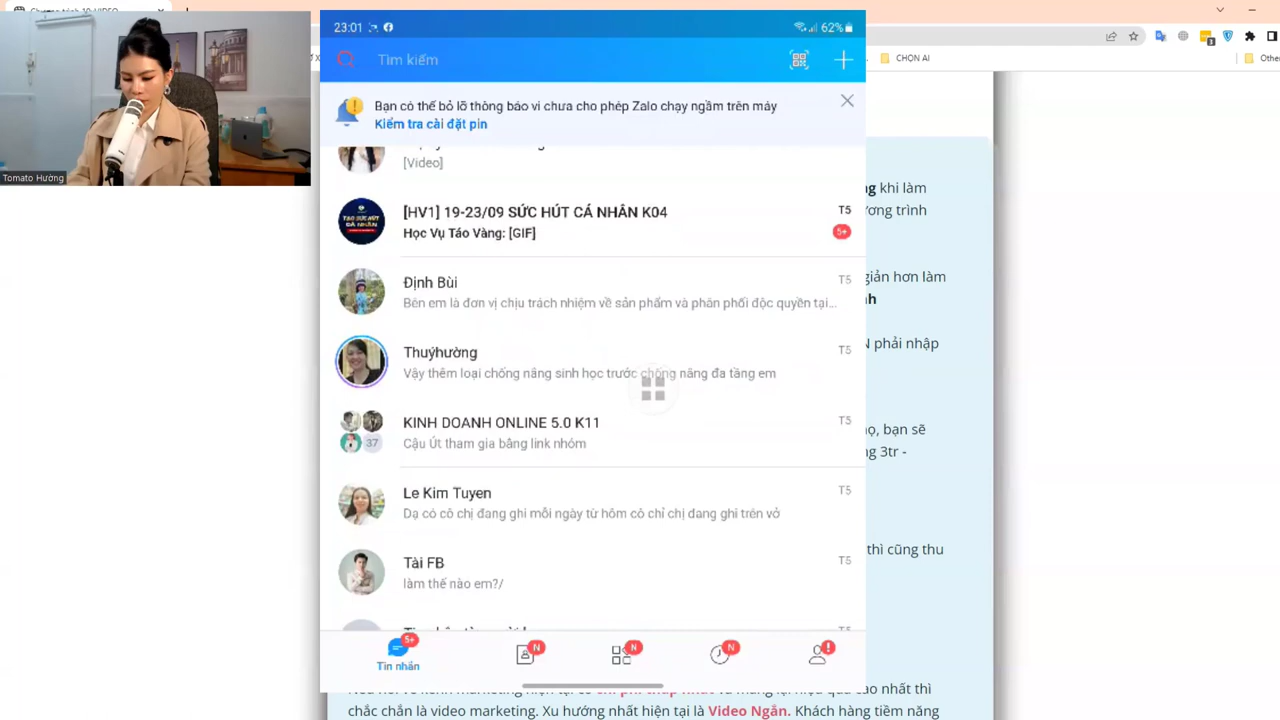 Tomato Hường
CHỌN AI
Other
23:01
62%
Tìm kiếm
Bạn có thể bỏ lỡ thông báo vì chưa cho phép Zalo chạy ngầm trên máy
Kiểm tra cài đặt pin
[Video]
[HV1] 19-23/09 SỨC HÚT CÁ NHÂN K04
T5
Học Vụ Táo Vàng: [GIF]
5+
Định Bùi
T5
Bên em là đơn vị chịu trách nhiệm về sản phẩm và phân phối độc quyền tại...
Thuýhường
T5
Vậy thêm loại chống nắng sinh học trước chống nắng đa tầng em
KINH DOANH ONLINE 5.0 K11
T5
37
Cậu Út tham gia bằng link nhóm
Le Kim Tuyen
T5
Dạ có cô chị đang ghi mỗi ngày từ hôm cô chỉ chị đang ghi trên vở
Tài FB
T5
làm thế nào em?/
T5
5+
N
N
N
!
Tin nhắn
khi làm
ương trình
giản hơn làm
phải nhập
bạn sẽ
3tr -
thì cũng thu
chắc chắn là video marketing. Xu hướng nhất hiện tại là Video Ngắn. Khách hàng tiềm năng